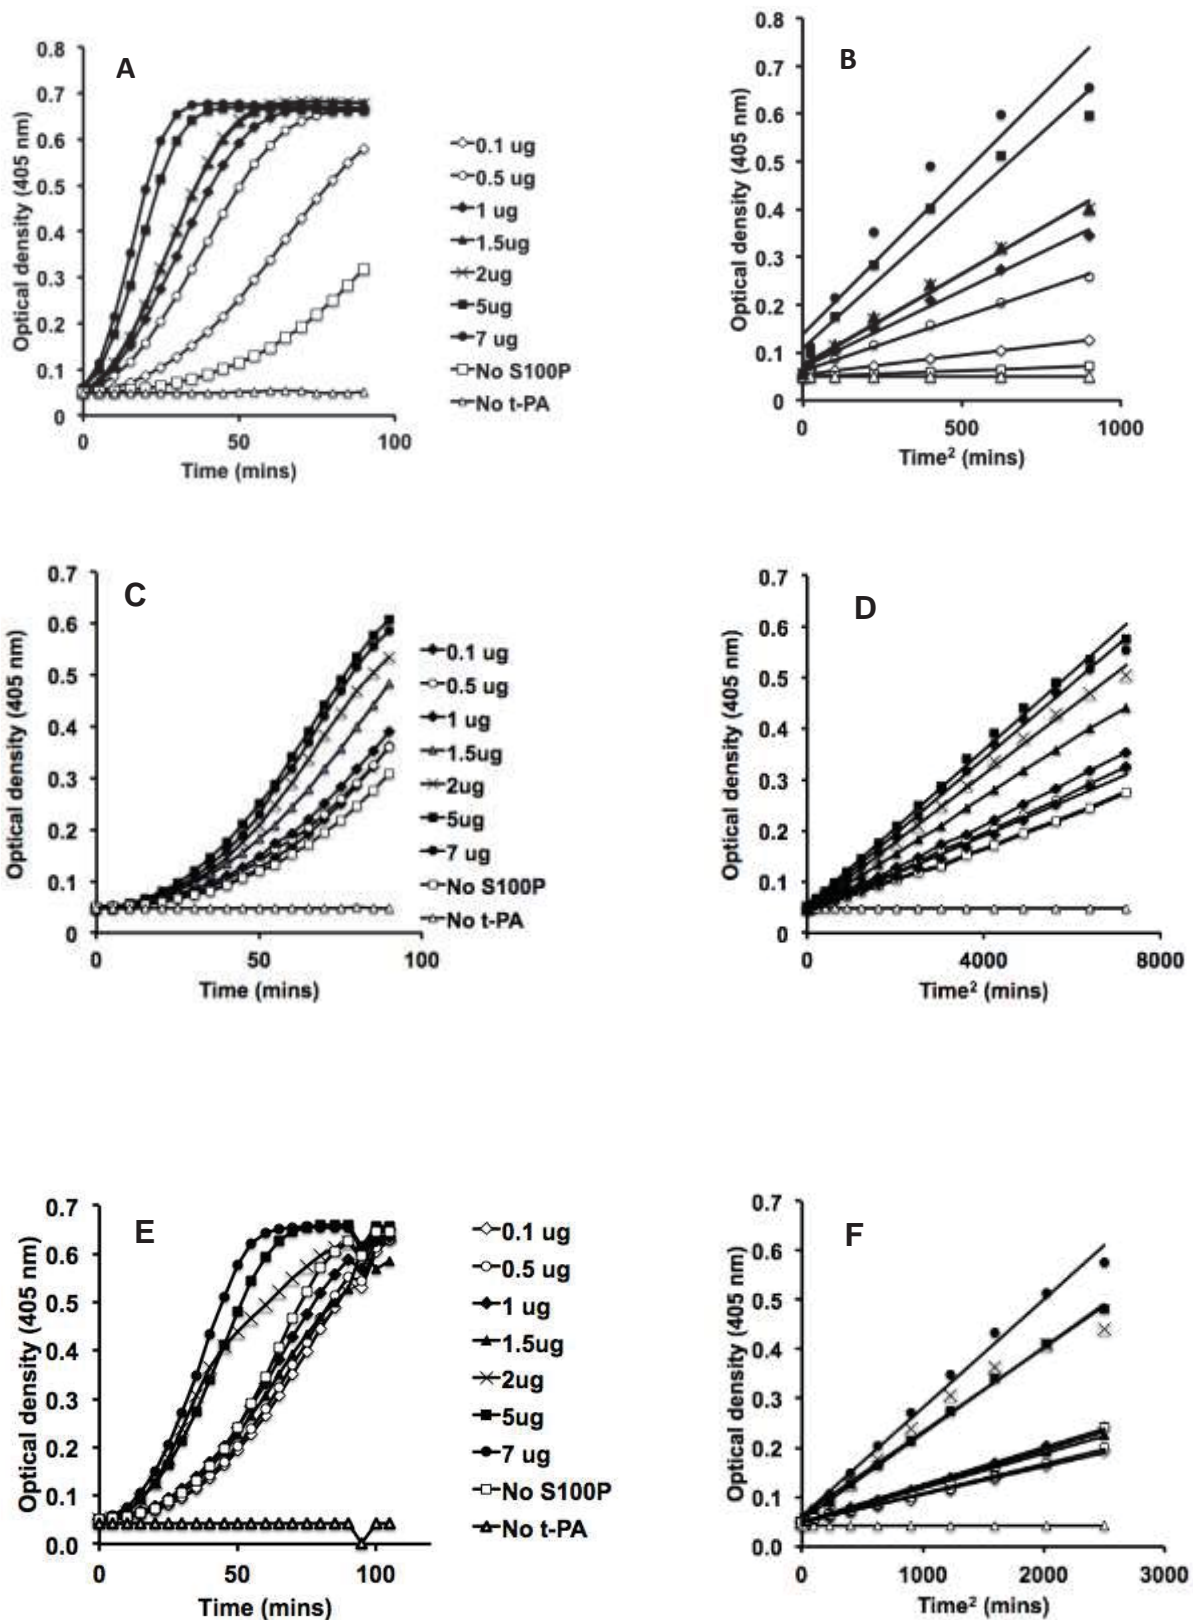 A
0.8
0.7
0.6
0.5
0.4
0.3
0.2
0.1
0
0 50 100
Optical density (405 nm)
Time (mins)
0.1 ug
0.5 ug
1 ug
1.5ug
2ug
5ug
7 ug
No S100P
No t-PA
B
0.8
0.7
0.6
0.5
0.4
0.3
0.2
0.1
0
0 500 1000
Optical density (405 nm)
Time² (mins)
C
0.7
0.6
0.5
0.4
0.3
0.2
0.1
0
0 50 100
Optical density (405 nm)
Time (mins)
0.1 ug
0.5 ug
1 ug
1.5ug
2ug
5ug
7 ug
No S100P
No t-PA
D
0.7
0.6
0.5
0.4
0.3
0.2
0.1
0
0 4000 8000
Optical density (405 nm)
Time² (mins)
E
0.7
0.6
0.5
0.4
0.3
0.2
0.1
0.0
0 50 100
Optical density (405 nm)
Time (mins)
0.1 ug
0.5 ug
1 ug
1.5ug
2ug
5ug
7 ug
No S100P
No t-PA
F
0.7
0.6
0.5
0.4
0.3
0.2
0.1
0.0
0 1000 2000 3000
Optical density (405 nm)
Time² (mins)